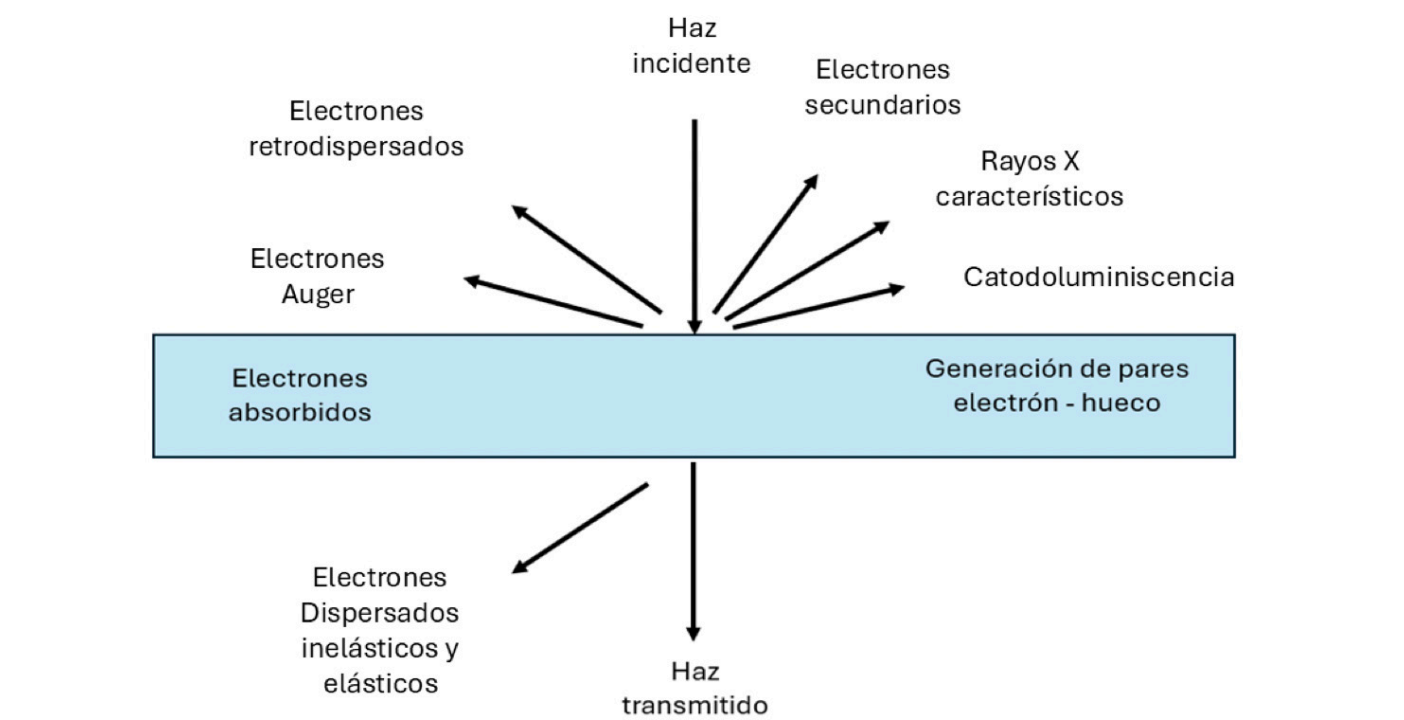 Haz
incidente
Electrones
secundarios
Electrones
retrodispersados
Rayos X
característicos
Electrones
Auger
Catodoluminiscencia
Electrones
absorbidos
Generación de pares
electrón - hueco
Electrones
Dispersados
inelásticos y
elásticos
Haz
transmitido